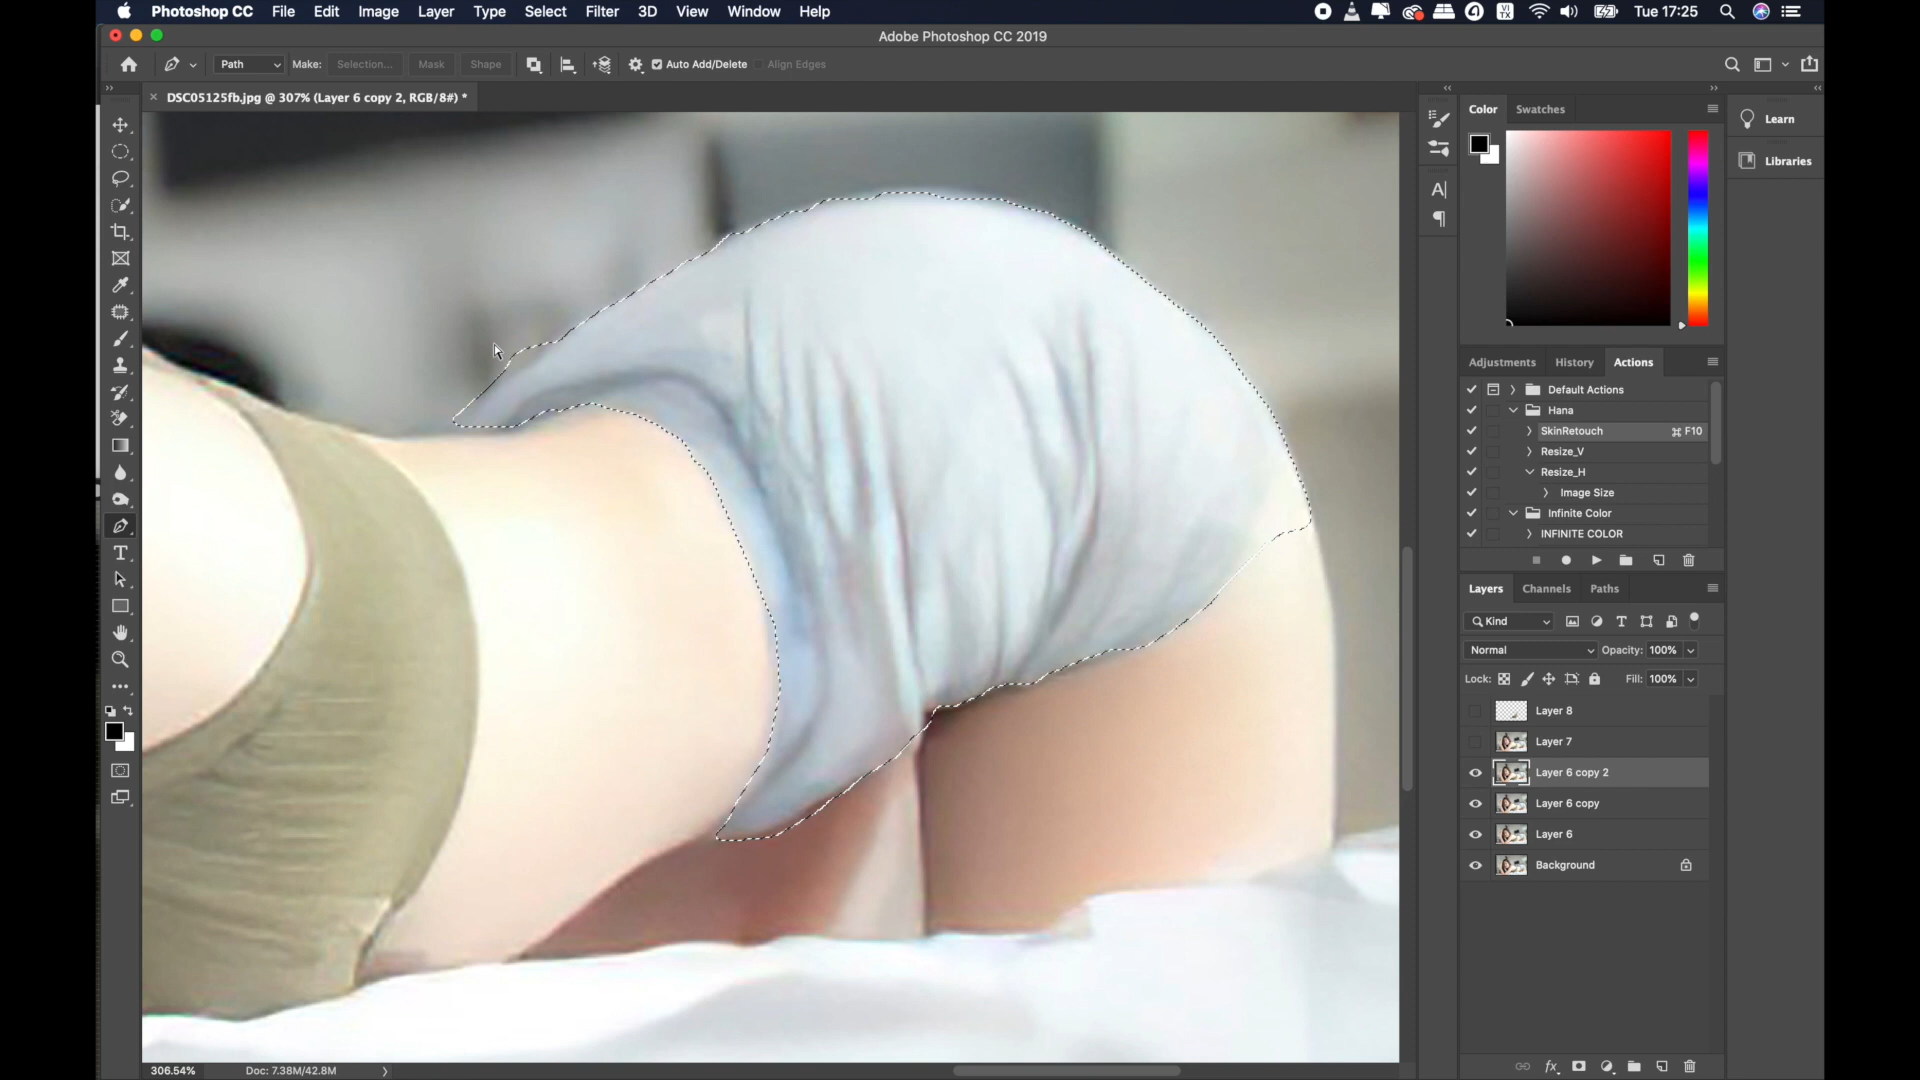 Photoshop CC File Edit Image Layer Type Select Filter 3D View Window Help Tue 17:25
Adobe Photoshop CC 2019
Path Make: Selection... Mask Shape Auto Add/Delete Align Edges
DSC05125fb.jpg @ 307% (Layer 6 copy 2, RGB/8#) *
Color Swatches
Learn
Libraries
Adjustments History Actions
Default Actions
Hana
SkinRetouch ⌘ F10
Resize_V
Resize_H
Image Size
Infinite Color
INFINITE COLOR
Layers Channels Paths
Kind
Normal Opacity: 100%
Lock: Fill: 100%
Layer 8
Layer 7
Layer 6 copy 2
Layer 6 copy
Layer 6
Background
306.54% Doc: 7.38M/42.8M